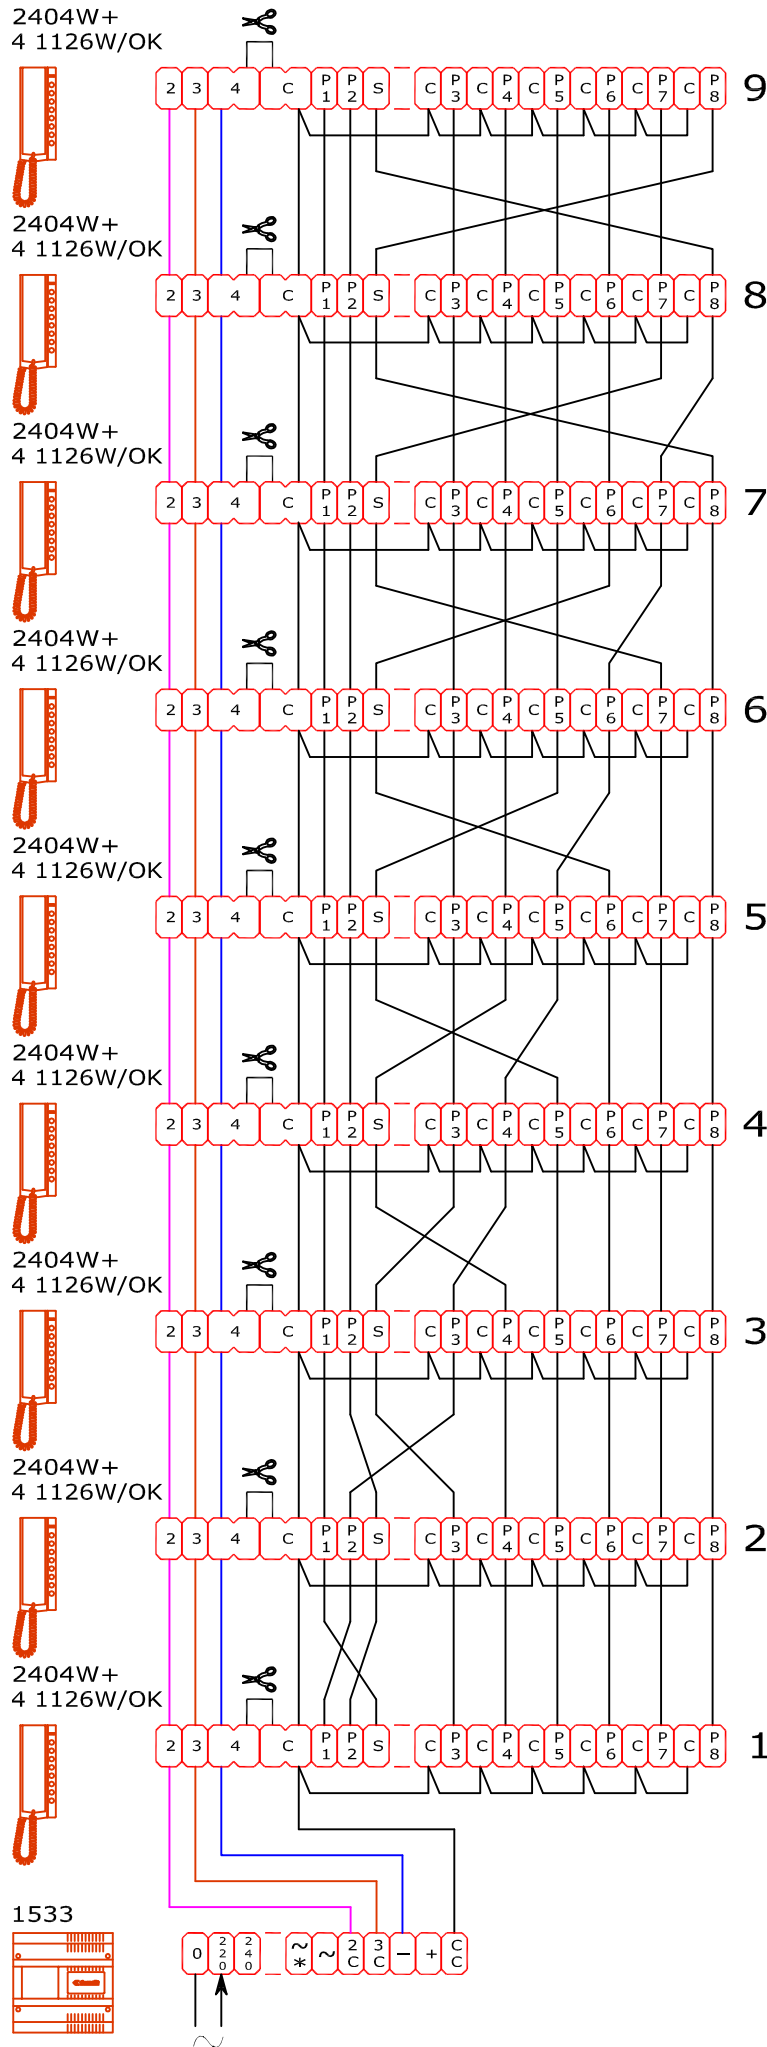 2404W+
4 1126W/OK
2 3 4 C P1 P2 S C P3 C P4 C P5 C P6 C P7 C P8 9
2404W+
4 1126W/OK
2 3 4 C P1 P2 S C P3 C P4 C P5 C P6 C P7 C P8 8
2404W+
4 1126W/OK
2 3 4 C P1 P2 S C P3 C P4 C P5 C P6 C P7 C P8 7
2404W+
4 1126W/OK
2 3 4 C P1 P2 S C P3 C P4 C P5 C P6 C P7 C P8 6
2404W+
4 1126W/OK
2 3 4 C P1 P2 S C P3 C P4 C P5 C P6 C P7 C P8 5
2404W+
4 1126W/OK
2 3 4 C P1 P2 S C P3 C P4 C P5 C P6 C P7 C P8 4
2404W+
4 1126W/OK
2 3 4 C P1 P2 S C P3 C P4 C P5 C P6 C P7 C P8 3
2404W+
4 1126W/OK
2 3 4 C P1 P2 S C P3 C P4 C P5 C P6 C P7 C P8 2
2404W+
4 1126W/OK
2 3 4 C P1 P2 S C P3 C P4 C P5 C P6 C P7 C P8 1
1533
0 220 240 ~* ~ 2C 3C − + CC
~